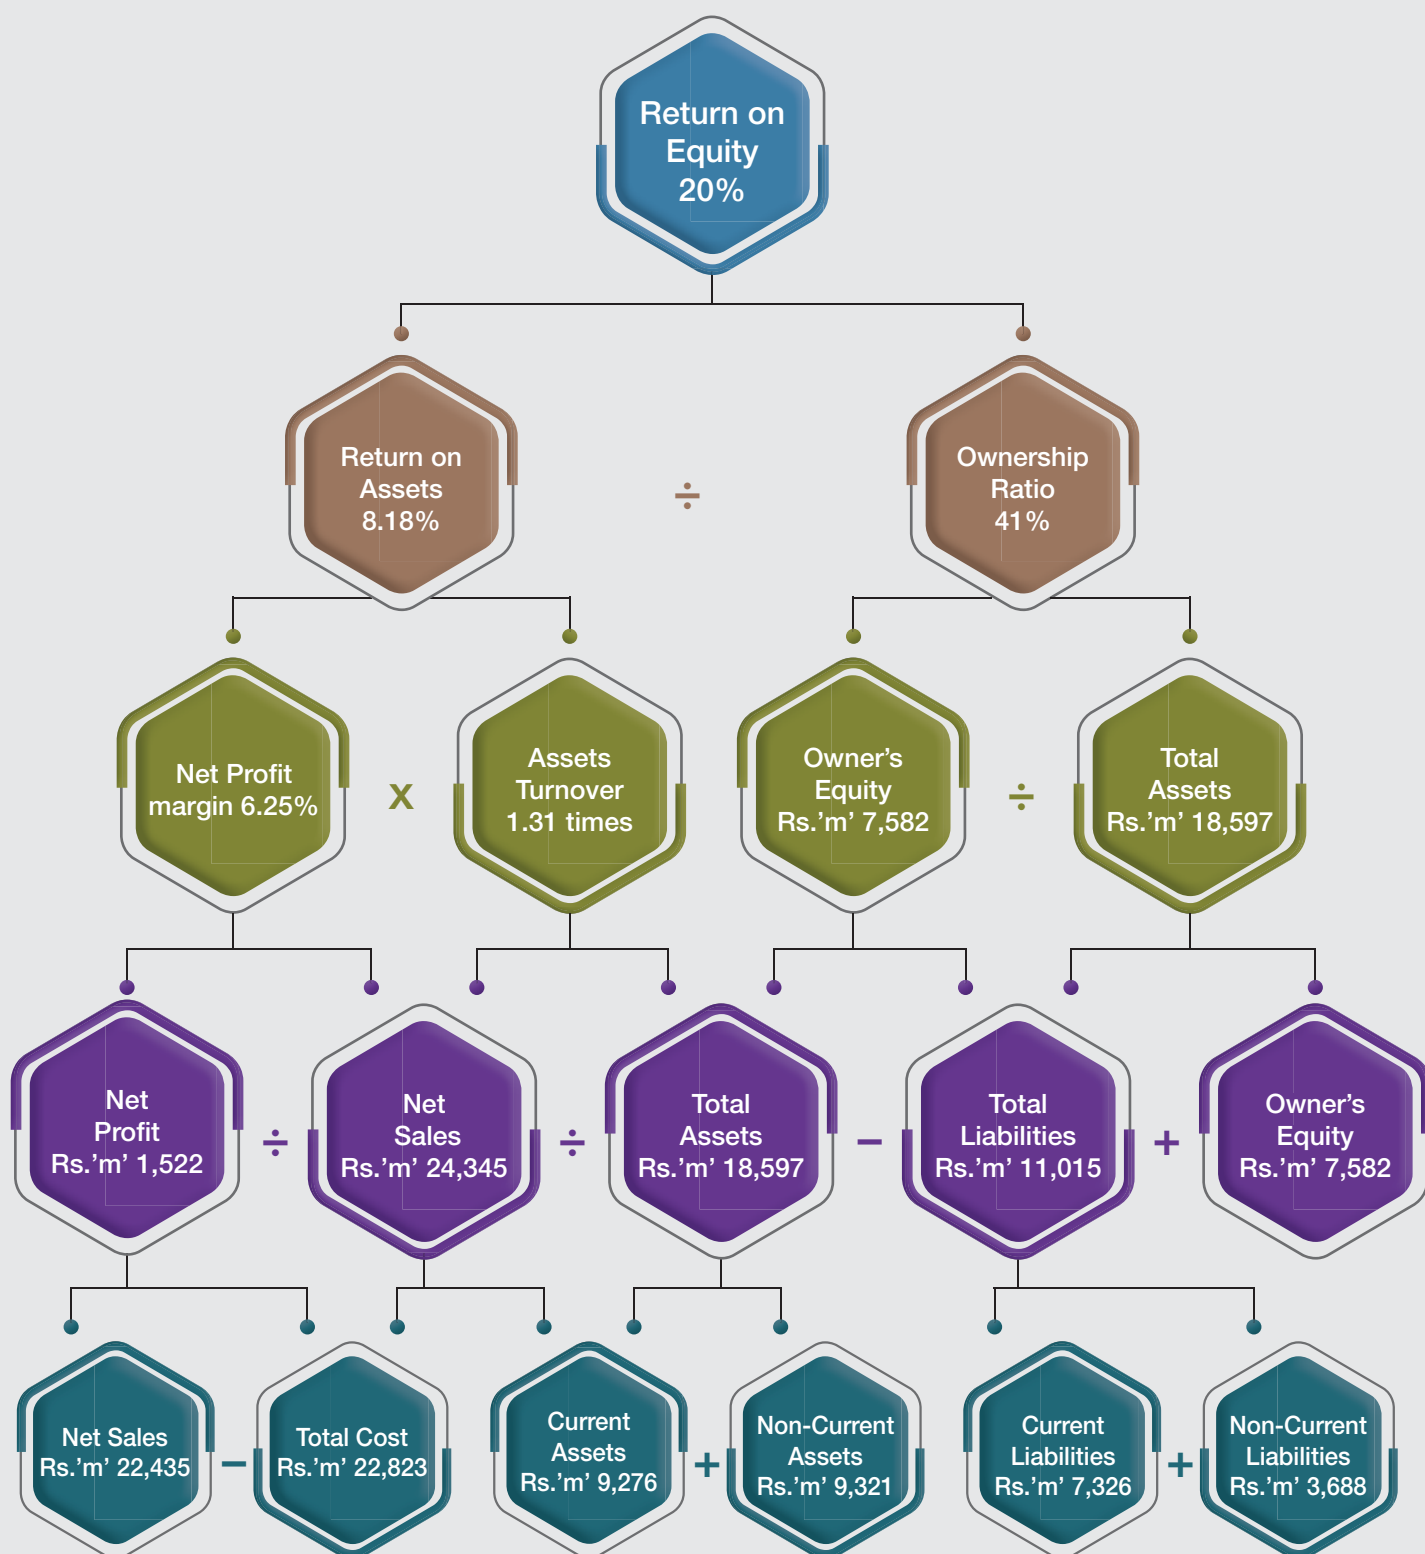 Return on
Equity
20%
Return on
Assets
8.18%
÷
Ownership
Ratio
41%
Net Profit
margin 6.25%
x
Assets
Turnover
1.31 times
Owner’s
Equity
Rs.’m’ 7,582
÷
Total
Assets
Rs.’m’ 18,597
Net
Profit
Rs.’m’ 1,522
÷
Net
Sales
Rs.’m’ 24,345
÷
Total
Assets
Rs.’m’ 18,597
–
Total
Liabilities
Rs.’m’ 11,015
+
Owner’s
Equity
Rs.’m’ 7,582
Net Sales
Rs.’m’ 22,435
–
Total Cost
Rs.’m’ 22,823
Current
Assets
Rs.’m’ 9,276
+
Non-Current
Assets
Rs.’m’ 9,321
Current
Liabilities
Rs.’m’ 7,326
+
Non-Current
Liabilities
Rs.’m’ 3,688